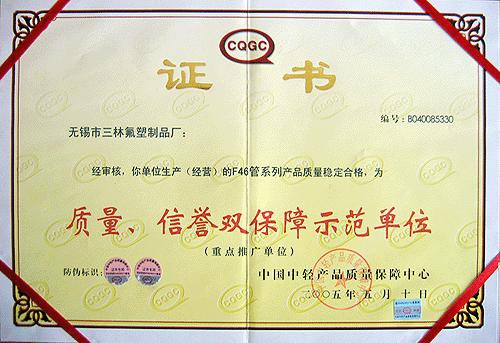 CQGC
证 书
编号：B040085330
无锡市三林氟塑制品厂：
经审核，你单位生产（经营）的F46管系列产品质量稳定合格，为
质量、信誉双保障示范单位
（重点推广单位）
防伪标识：
中国中轻产品质量保障中心
二〇〇五年五月十日